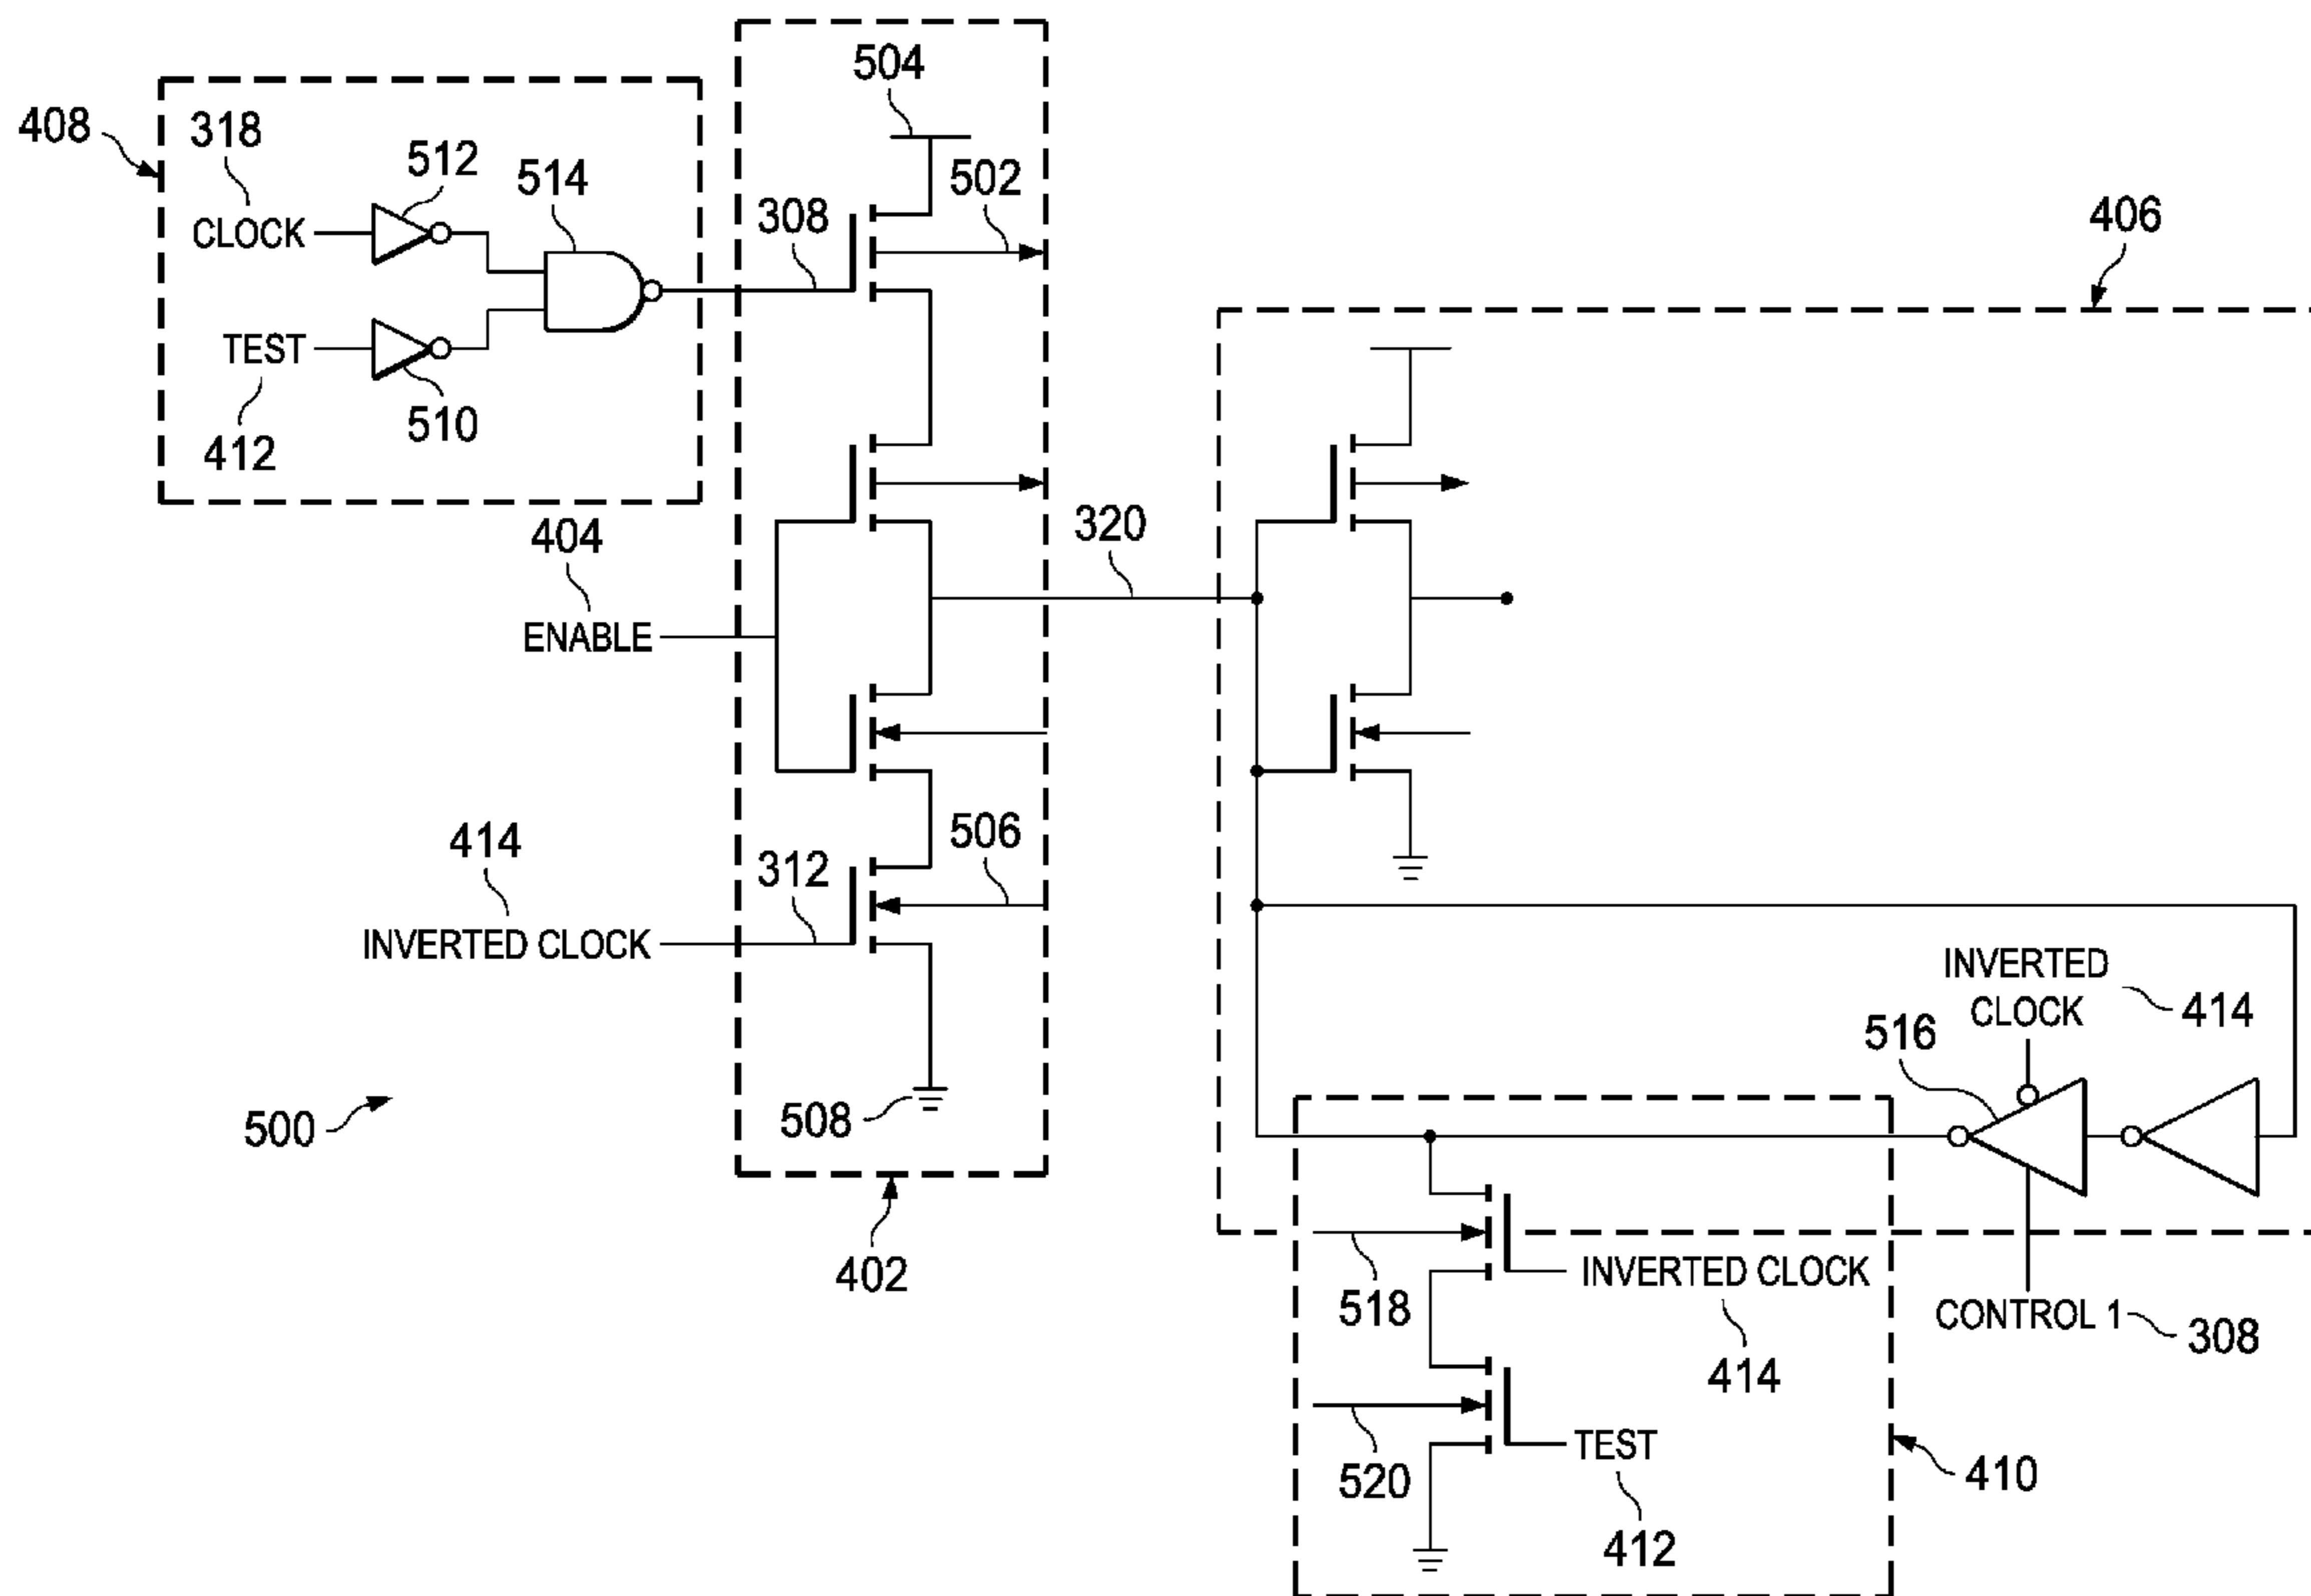 504
408
318
512
514
502
308
406
CLOCK
TEST
510
412
404
320
ENABLE
414
312
506
INVERTED CLOCK
INVERTED
CLOCK
414
516
500
508
402
518
INVERTED CLOCK
414
CONTROL 1
308
520
TEST
412
410